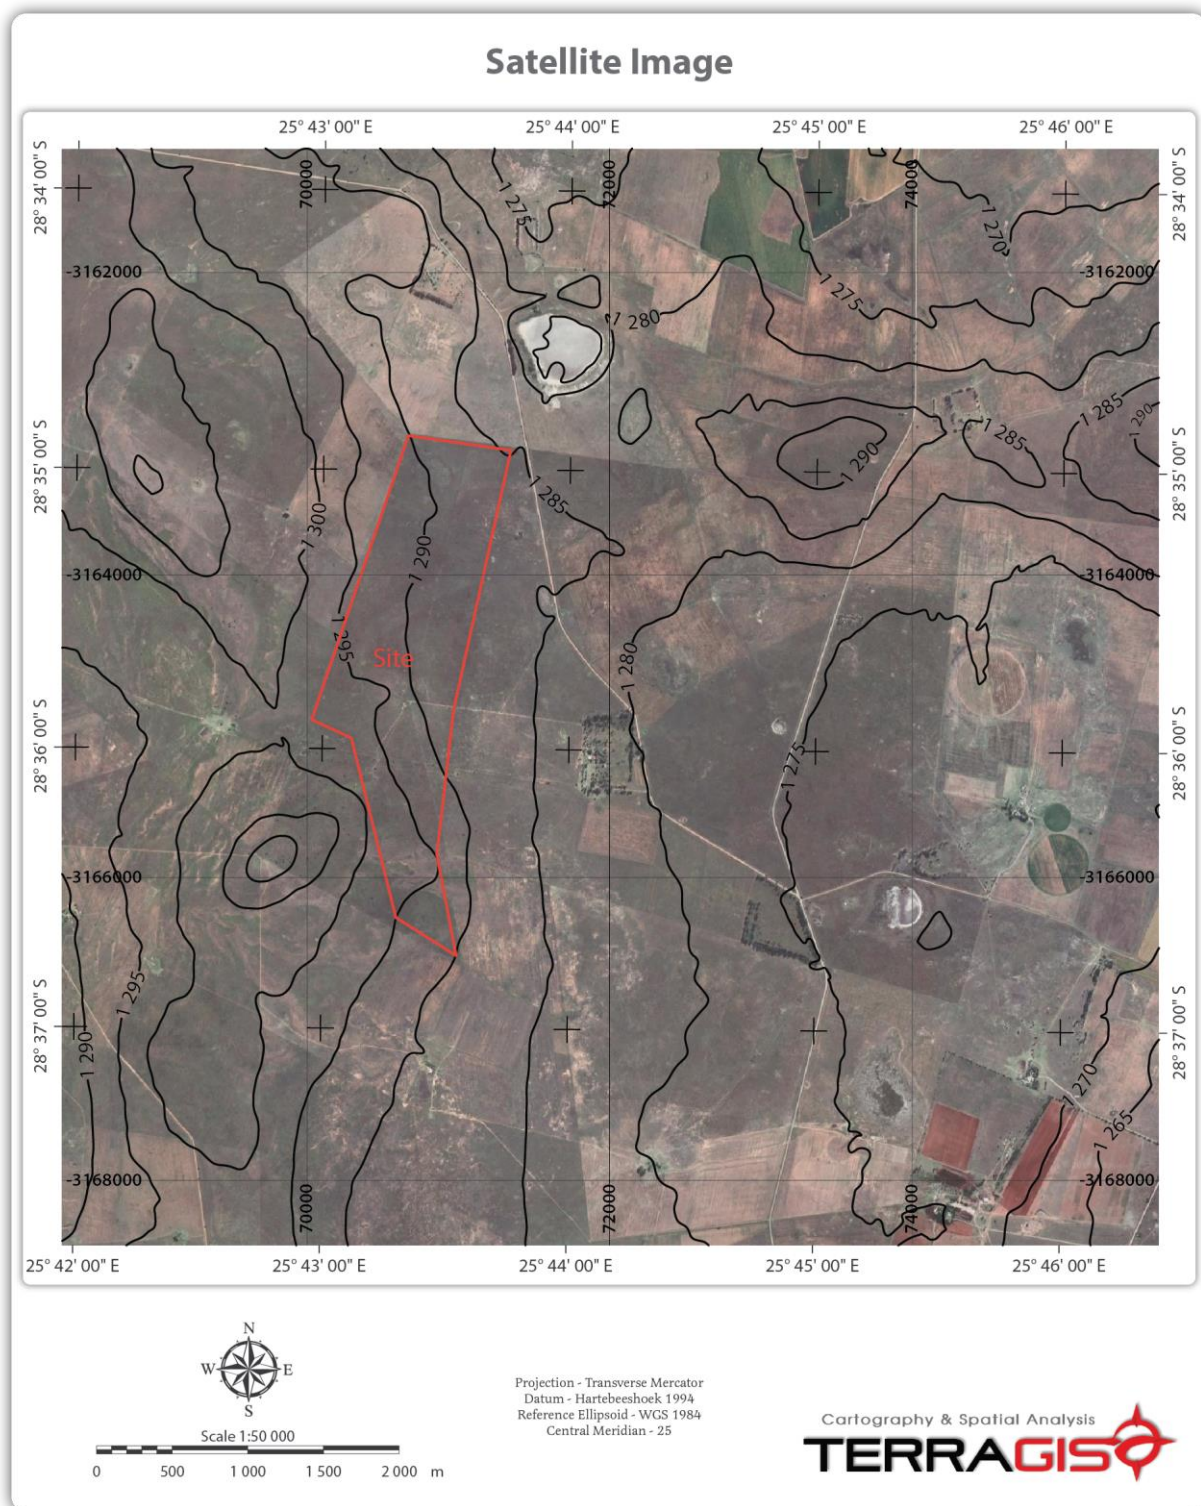 Satellite Image
25° 43' 00" E
25° 44' 00" E
25° 45' 00" E
25° 46' 00" E
28° 34' 00" S
28° 34' 00" S
70000
72000
74000
1 275
1 270
-3162000
-3162000
1 275
1 280
1 285
1 290
1 285
1 290
28° 35' 00" S
28° 35' 00" S
1 285
1 300
1 290
-3164000
-3164000
1 295
Site
1 280
28° 36' 00" S
28° 36' 00" S
1 275
-3166000
-3166000
1 295
28° 37' 00" S
28° 37' 00" S
1 290
1 270
1 265
-3168000
-3168000
70000
72000
74000
25° 42' 00" E
25° 43' 00" E
25° 44' 00" E
25° 45' 00" E
25° 46' 00" E
N
W
E
S
Scale 1:50 000
0 500 1 000 1 500 2 000 m
Projection - Transverse Mercator
Datum - Hartebeeshoek 1994
Reference Ellipsoid - WGS 1984
Central Meridian - 25
Cartography & Spatial Analysis
TERRAGIS